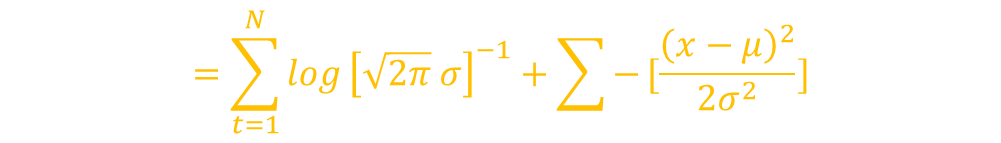 = ∑_{t=1}^{N} log [√2π σ]^{-1} + ∑ − [(x − μ)^2 / 2σ^2]